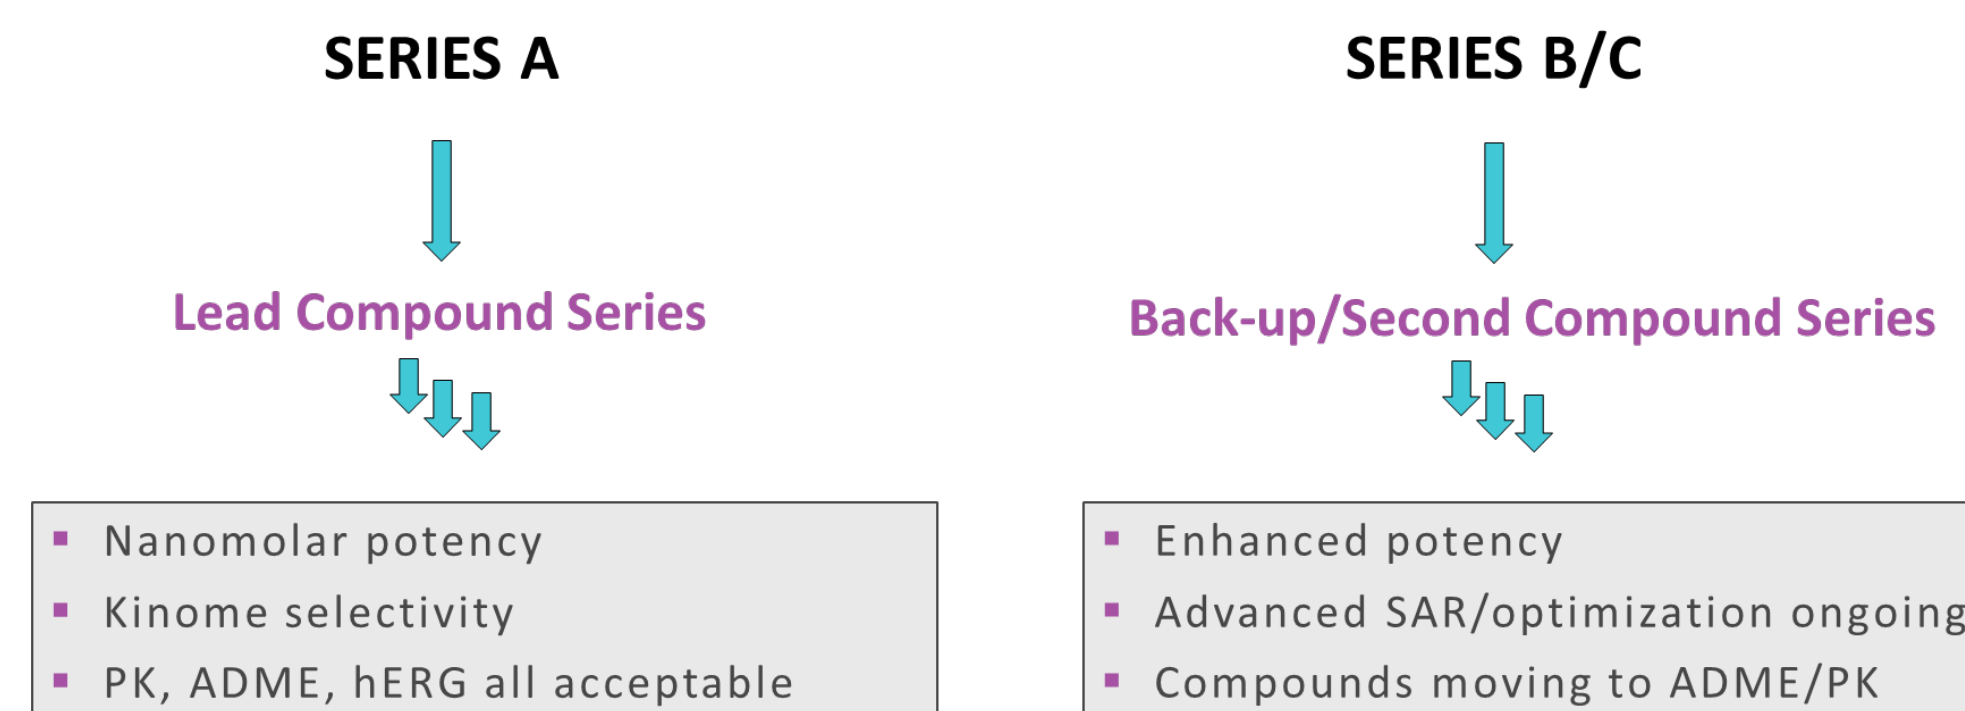 SERIES A
Lead Compound Series
▪ Nanomolar potency
▪ Kinome selectivity
▪ PK, ADME, hERG all acceptable
SERIES B/C
Back-up/Second Compound Series
▪ Enhanced potency
▪ Advanced SAR/optimization ongoing
▪ Compounds moving to ADME/PK